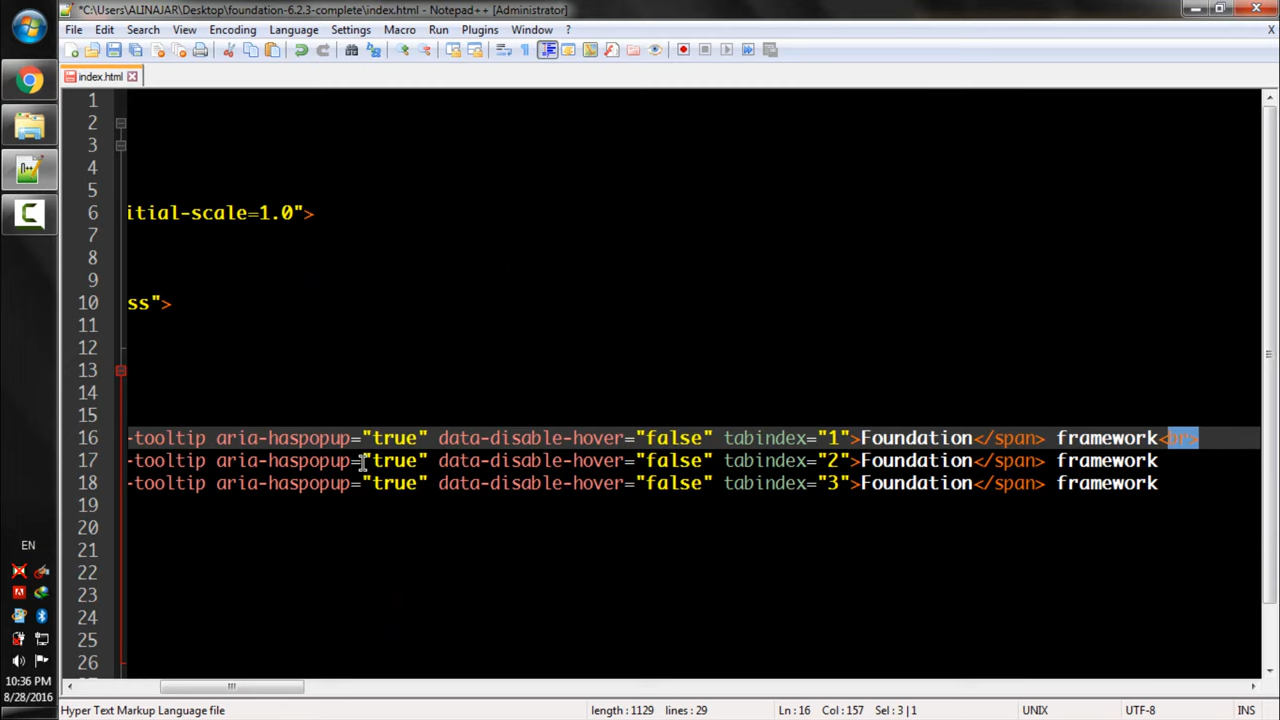 *C:\Users\ALINAJAR\Desktop\foundation-6.2.3-complete\index.html - Notepad++ [Administrator]
File Edit Search View Encoding Language Settings Macro Run Plugins Window ? X
index.html
1
2
3
4
5
6 itial-scale=1.0">
7
8
9
10 ss">
11
12
13
14
15
16 -tooltip aria-haspopup="true" data-disable-hover="false" tabindex="1">Foundation</span> framework<br>
17 -tooltip aria-haspopup="true" data-disable-hover="false" tabindex="2">Foundation</span> framework
18 -tooltip aria-haspopup="true" data-disable-hover="false" tabindex="3">Foundation</span> framework
19
20
21
22
23
24
25
26
EN
10:36 PM
8/28/2016
Hyper Text Markup Language file length : 1129 lines : 29 Ln : 16 Col : 157 Sel : 3 | 1 UNIX UTF-8 INS